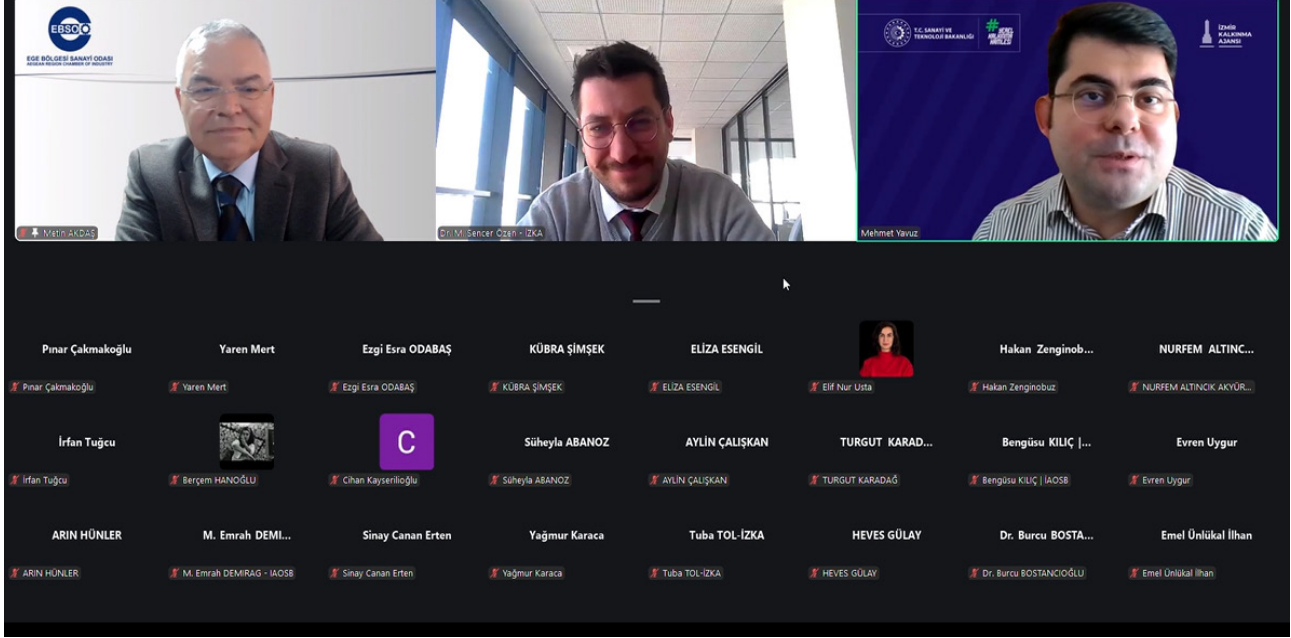 EBSO
EGE BÖLGESİ SANAYİ ODASI
AEGEAN REGION CHAMBER OF INDUSTRY
T.C. SANAYİ VE
TEKNOLOJİ BAKANLIĞI
#YEREL
KALKINMA
HAMLESİ
İZMİR
KALKINMA
AJANSI
Metin AKDAŞ
Dr. M. Sencer Özen - İZKA
Mehmet Yavuz
Pınar Çakmakoğlu
Yaren Mert
Ezgi Esra ODABAŞ
KÜBRA ŞİMŞEK
ELİZA ESENGİL
Hakan Zenginob...
NURFEM ALTINC...
Pınar Çakmakoğlu
Yaren Mert
Ezgi Esra ODABAŞ
KÜBRA ŞİMŞEK
ELİZA ESENGİL
Elif Nur Usta
Hakan Zenginobuz
NURFEM ALTINCIK AKYÜR...
İrfan Tuğcu
C
Süheyla ABANOZ
AYLİN ÇALIŞKAN
TURGUT KARAD...
Bengüsu KILIÇ |...
Evren Uygur
İrfan Tuğcu
Berçem HANOĞLU
Cihan Kayserilioğlu
Süheyla ABANOZ
AYLİN ÇALIŞKAN
TURGUT KARADAĞ
Bengüsu KILIÇ | İAOSB
Evren Uygur
ARIN HÜNLER
M. Emrah DEMI...
Sinay Canan Erten
Yağmur Karaca
Tuba TOL-İZKA
HEVES GÜLAY
Dr. Burcu BOSTA...
Emel Ünlükal İlhan
ARIN HÜNLER
M. Emrah DEMIRAG - IAOSB
Sinay Canan Erten
Yağmur Karaca
Tuba TOL-İZKA
HEVES GÜLAY
Dr. Burcu BOSTANCIOĞLU
Emel Ünlükal İlhan